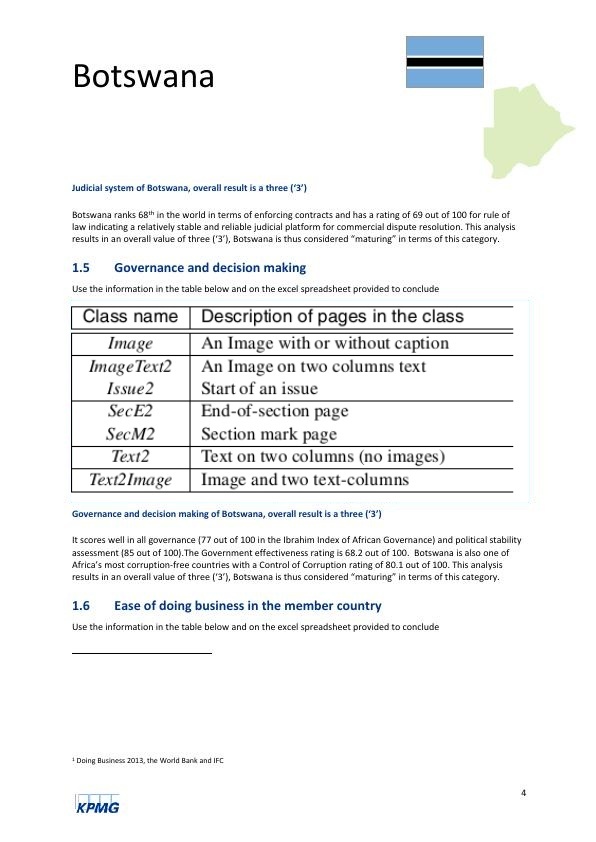 Botswana
Judicial system of Botswana, overall result is a three (‘3’)
Botswana ranks 68th in the world in terms of enforcing contracts and has a rating of 69 out of 100 for rule of
law indicating a relatively stable and reliable judicial platform for commercial dispute resolution. This analysis
results in an overall value of three (‘3’), Botswana is thus considered “maturing” in terms of this category.
1.5 Governance and decision making
Use the information in the table below and on the excel spreadsheet provided to conclude
Class name Description of pages in the class
Image An Image with or without caption
ImageText2 An Image on two columns text
Issue2 Start of an issue
SecE2 End-of-section page
SecM2 Section mark page
Text2 Text on two columns (no images)
Text2Image Image and two text-columns
Governance and decision making of Botswana, overall result is a three (‘3’)
It scores well in all governance (77 out of 100 in the Ibrahim Index of African Governance) and political stability
assessment (85 out of 100).The Government effectiveness rating is 68.2 out of 100. Botswana is also one of
Africa’s most corruption-free countries with a Control of Corruption rating of 80.1 out of 100. This analysis
results in an overall value of three (‘3’), Botswana is thus considered “maturing” in terms of this category.
1.6 Ease of doing business in the member country
Use the information in the table below and on the excel spreadsheet provided to conclude
1 Doing Business 2013, the World Bank and IFC
4
KPMG